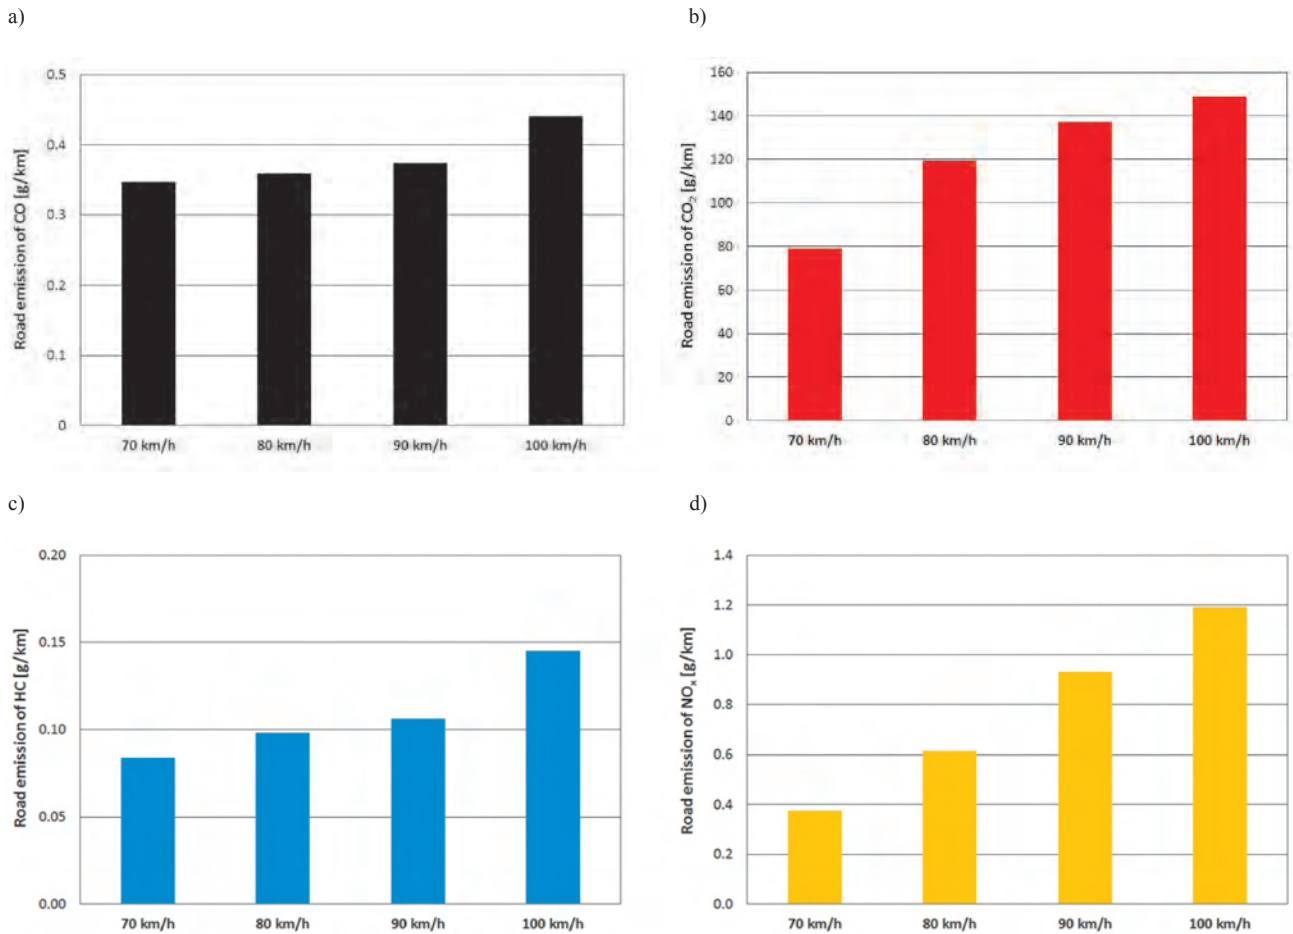 a)
Road emission of CO [g/km]
0.5
0.4
0.3
0.2
0.1
0
70 km/h 80 km/h 90 km/h 100 km/h
b)
Road emission of CO₂ [g/km]
160
140
120
100
80
60
40
20
0
70 km/h 80 km/h 90 km/h 100 km/h
c)
Road emission of HC [g/km]
0.20
0.15
0.10
0.05
0.00
70 km/h 80 km/h 90 km/h 100 km/h
d)
Road emission of NOₓ [g/km]
1.4
1.2
1.0
0.8
0.6
0.4
0.2
0.0
70 km/h 80 km/h 90 km/h 100 km/h